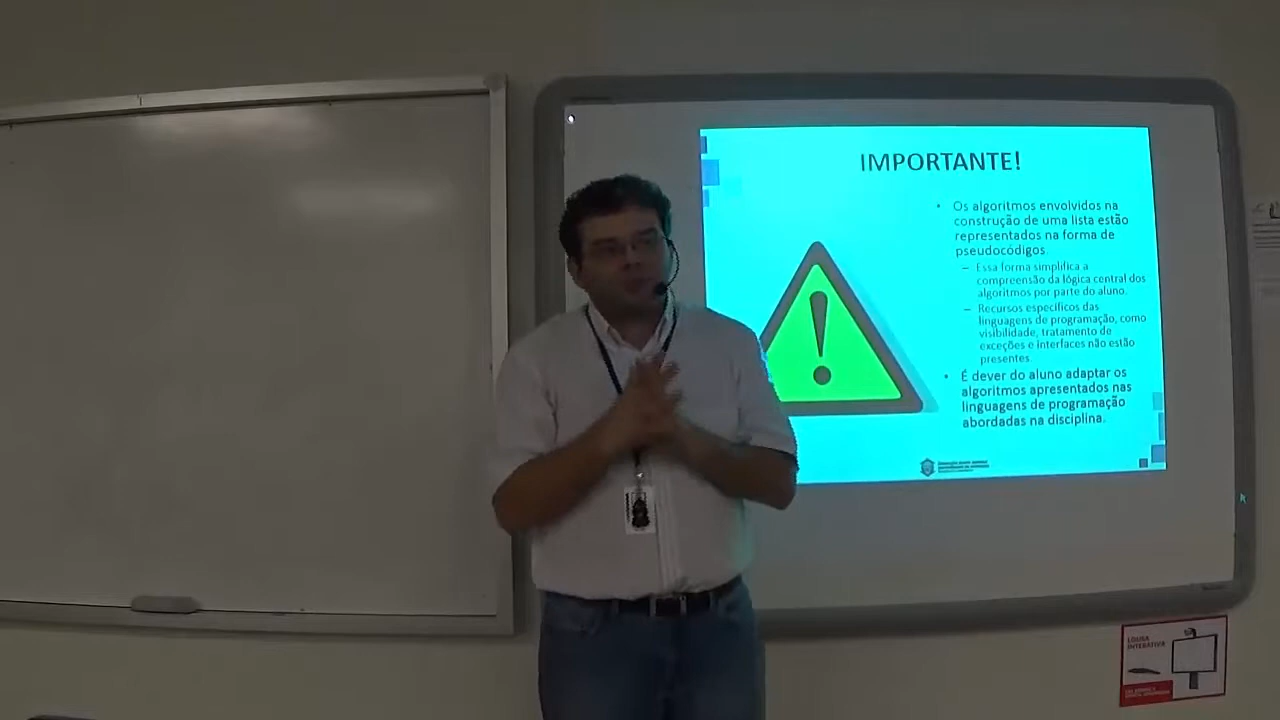 IMPORTANTE!
• Os algoritmos envolvidos na
construção de uma lista estão
representados na forma de
pseudocódigos.
– Essa forma simplifica a
compreensão da lógica central dos
algoritmos por parte do aluno.
– Recursos específicos das
linguagens de programação, como
visibilidade, tratamento de
exceções e interfaces não estão
presentes.
• É dever do aluno adaptar os
algoritmos apresentados nas
linguagens de programação
abordadas na disciplina.
LOUSA
INTERATIVA